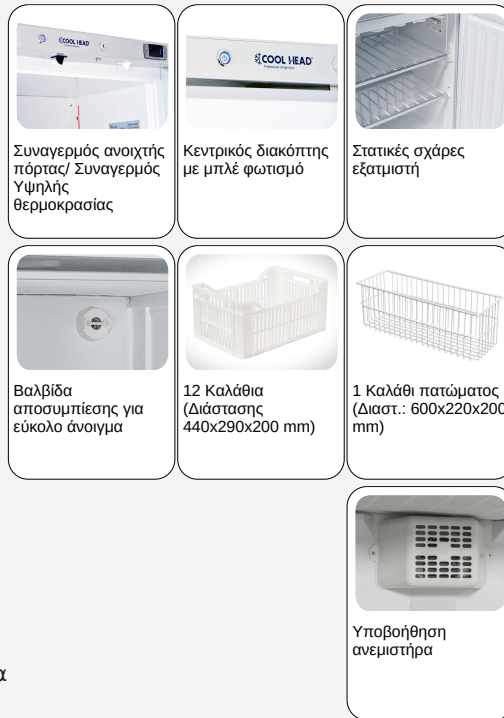 COOL HEAD
COOL HEAD
Συναγερμός ανοιχτής
πόρτας/ Συναγερμός
Υψηλής
θερμοκρασίας
Κεντρικός διακόπτης
με μπλέ φωτισμό
Στατικές σχάρες
εξατμιστή
Βαλβίδα
αποσυμπίεσης για
εύκολο άνοιγμα
12 Καλάθια
(Διάστασης
440x290x200 mm)
1 Καλάθι πατώματος
(Διαστ.: 600x220x200
mm)
Υποβοήθηση
ανεμιστήρα
α